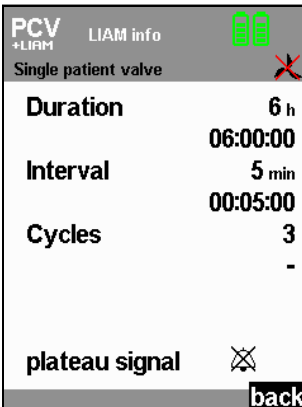 PCV LIAM info
+LIAM
Single patient valve
Duration 6 h
06:00:00
Interval 5 min
00:05:00
Cycles 3
-
plateau signal
back